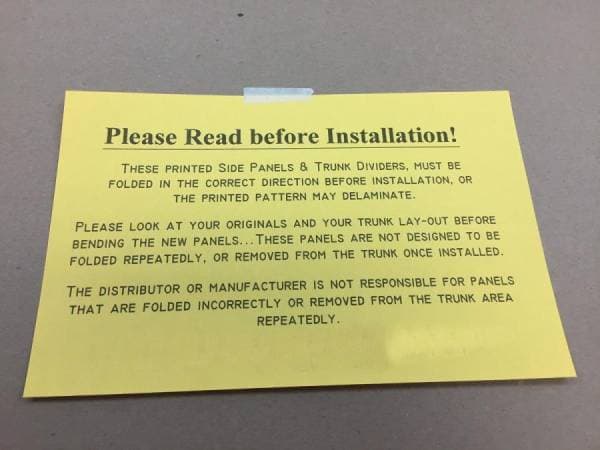 Please Read before Installation!
THESE PRINTED SIDE PANELS & TRUNK DIVIDERS, MUST BE
FOLDED IN THE CORRECT DIRECTION BEFORE INSTALLATION, OR
THE PRINTED PATTERN MAY DELAMINATE.
PLEASE LOOK AT YOUR ORIGINALS AND YOUR TRUNK LAY-OUT BEFORE
BENDING THE NEW PANELS...THESE PANELS ARE NOT DESIGNED TO BE
FOLDED REPEATEDLY, OR REMOVED FROM THE TRUNK ONCE INSTALLED.
THE DISTRIBUTOR OR MANUFACTURER IS NOT RESPONSIBLE FOR PANELS
THAT ARE FOLDED INCORRECTLY OR REMOVED FROM THE TRUNK AREA
REPEATEDLY.